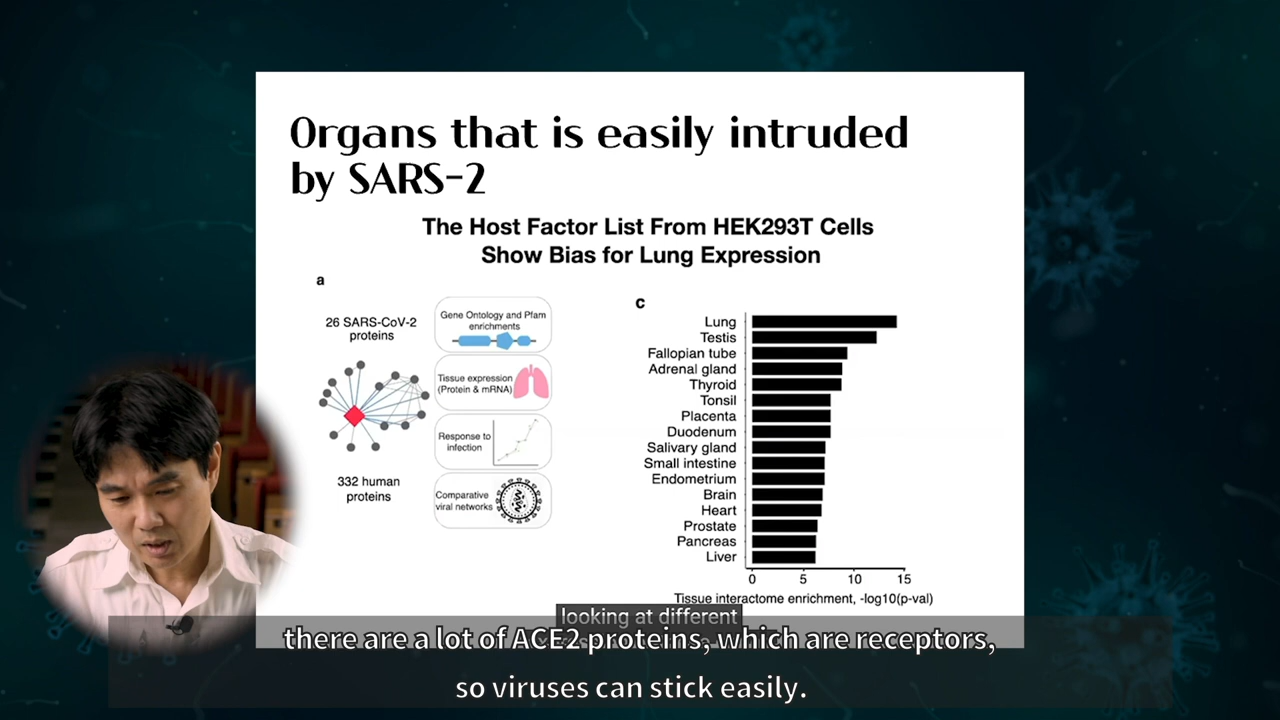 Organs that is easily intruded
by SARS-2
The Host Factor List From HEK293T Cells
Show Bias for Lung Expression
a
26 SARS-CoV-2
proteins
332 human
proteins
Gene Ontology and Pfam
enrichments
Tissue expression
(Protein & mRNA)
Response to
infection
Comparative
viral networks
c
Lung
Testis
Fallopian tube
Adrenal gland
Thyroid
Tonsil
Placenta
Duodenum
Salivary gland
Small intestine
Endometrium
Brain
Heart
Prostate
Pancreas
Liver
0 5 10 15
Tissue interactome enrichment, -log10(p-val)
looking at different
there are a lot of ACE2 proteins, which are receptors,
so viruses can stick easily.